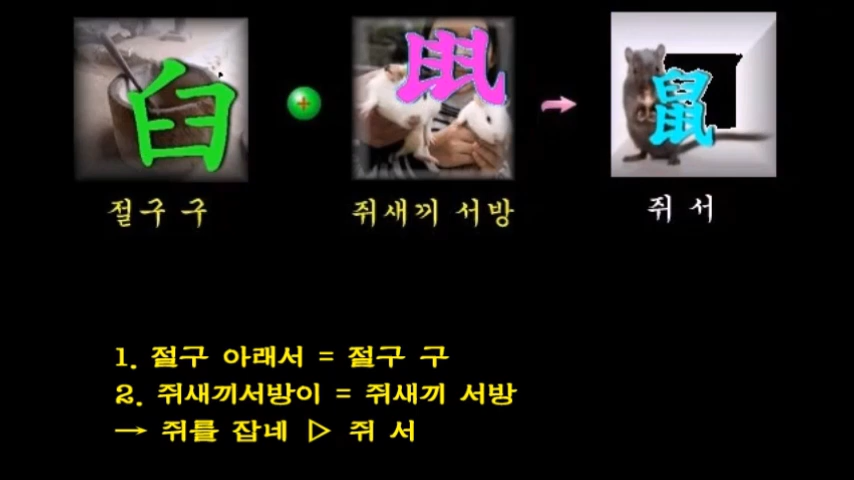 臼
鼠
절구 구
쥐새끼 서방
쥐 서
1. 절구 아래서 = 절구 구
2. 쥐새끼서방이 = 쥐새끼 서방
→ 쥐를 잡네 ▷ 쥐 서